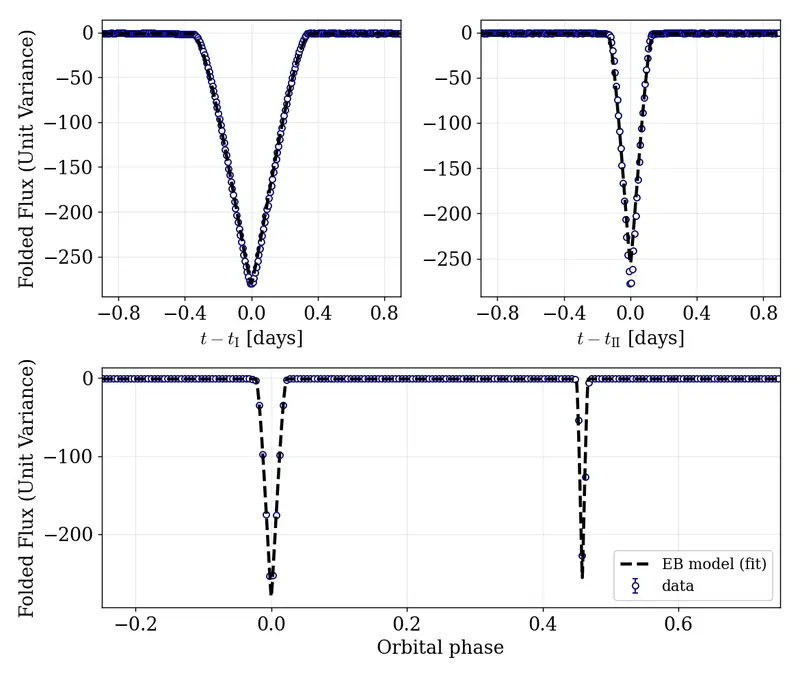 Folded Flux (Unit Variance)
0
−50
−100
−150
−200
−250
−0.8 −0.4 0.0 0.4 0.8
t − tI [days]
0
−50
−100
−150
−200
−250
−0.8 −0.4 0.0 0.4 0.8
t − tII [days]
Folded Flux (Unit Variance)
0
−100
−200
EB model (fit)
data
−0.2 0.0 0.2 0.4 0.6
Orbital phase